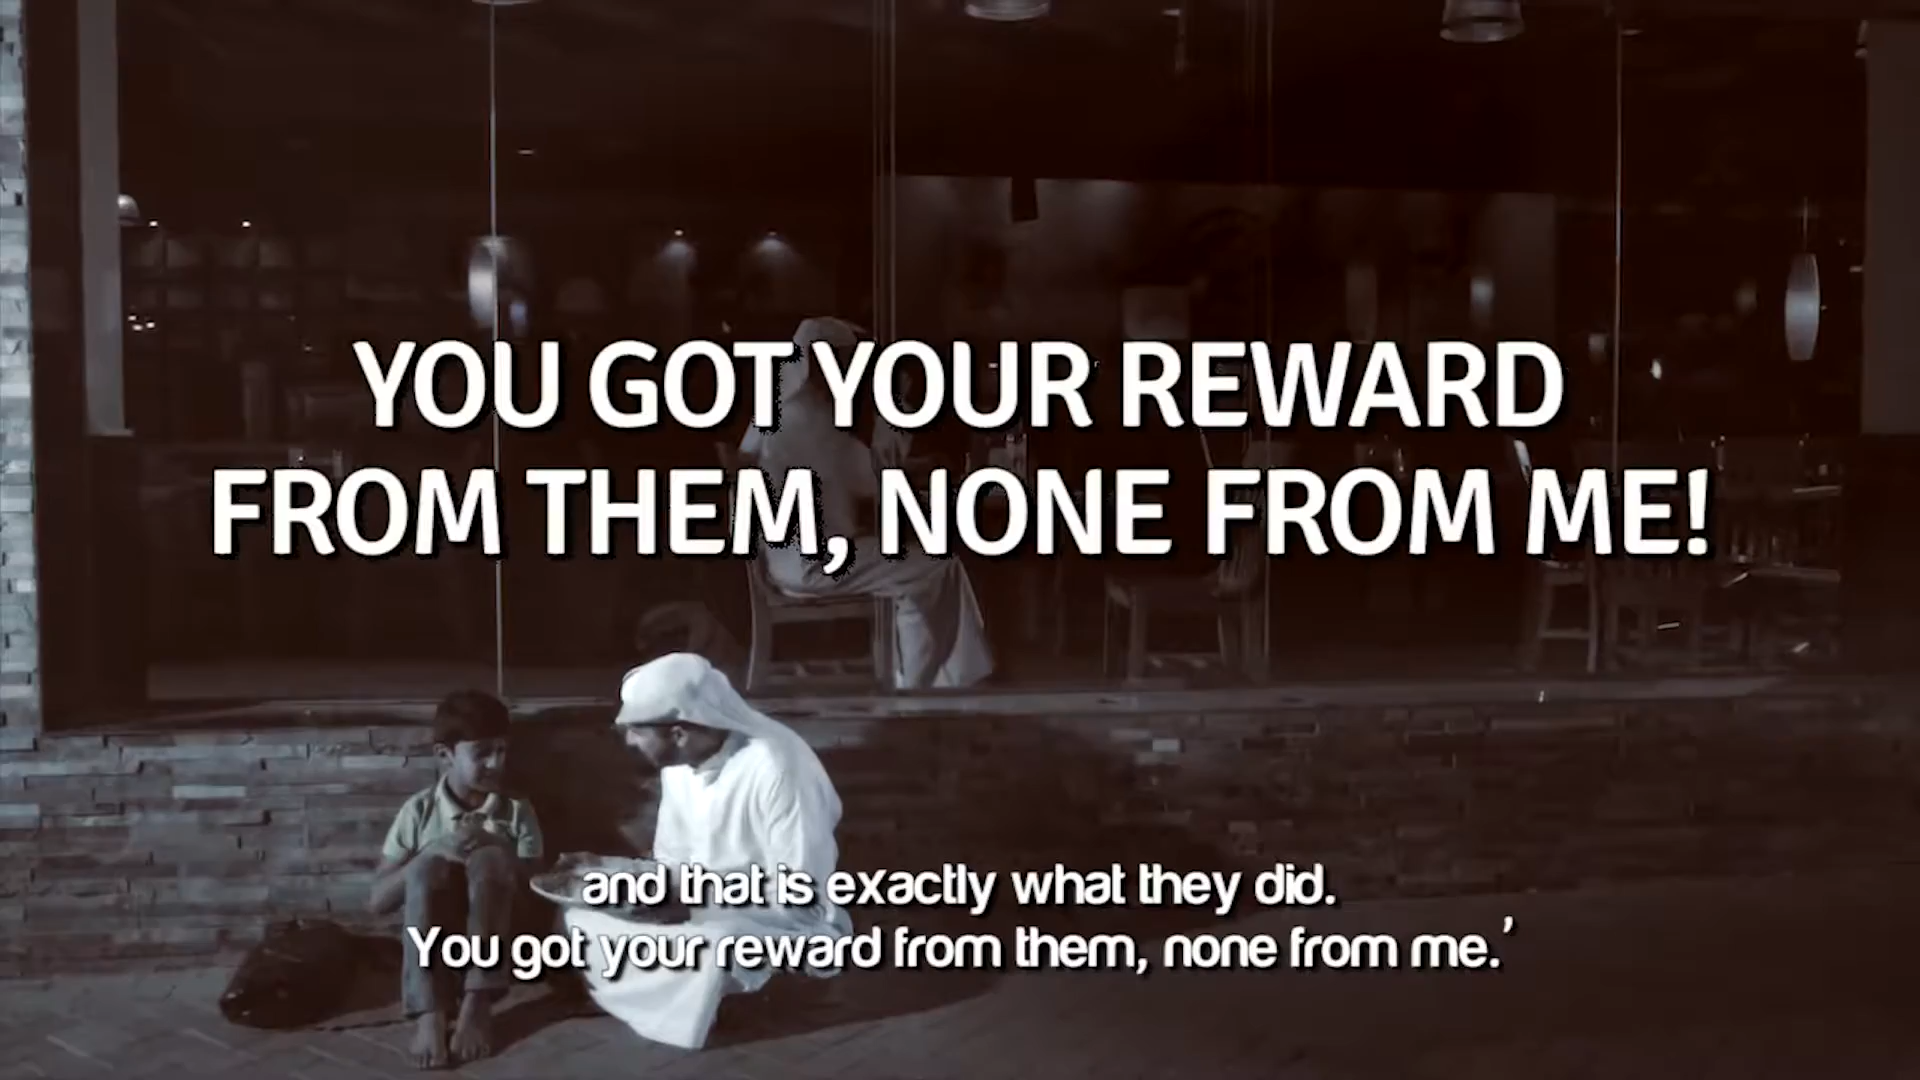 YOU GOT YOUR REWARD
FROM THEM, NONE FROM ME!
and that is exactly what they did.
You got your reward from them, none from me.’